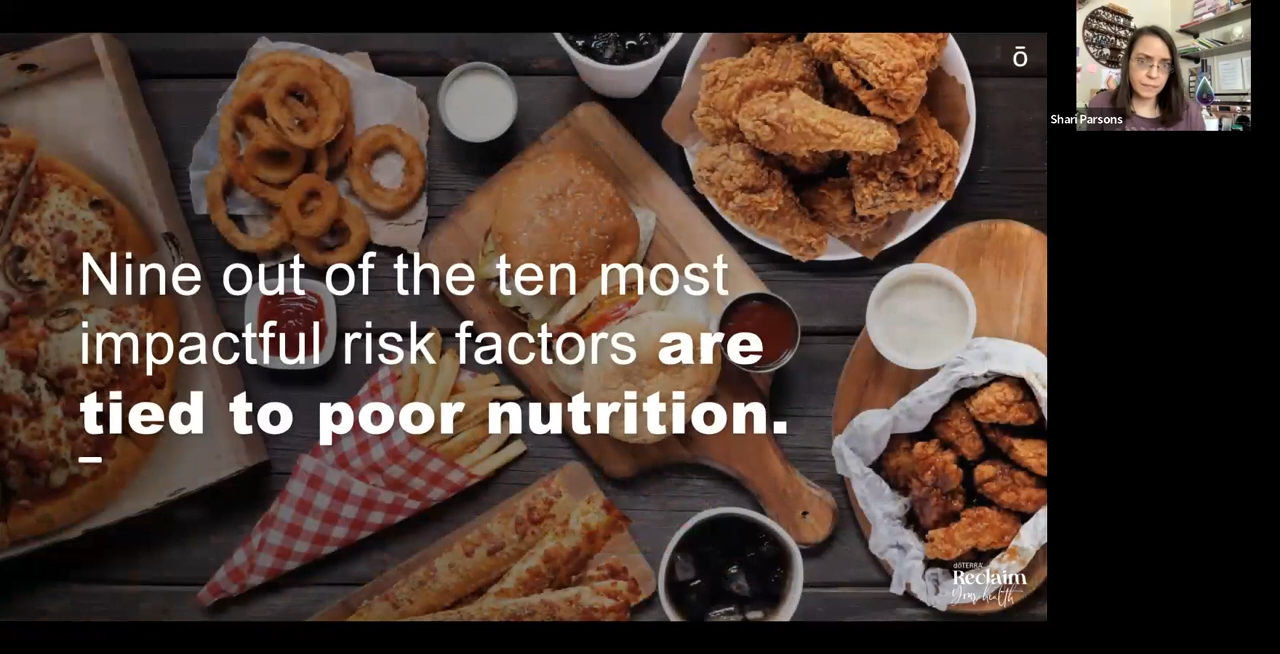 ō
Shari Parsons
Nine out of the ten most
impactful risk factors are
tied to poor nutrition.
dōTERRA
Reclaim
Your health